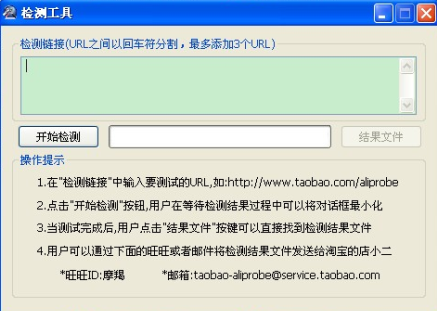 检测工具
检测链接(URL之间以回车符分割，最多添加3个URL)
开始检测
结果文件
操作提示
1.在"检测链接"中输入要测试的URL,如:http://www.taobao.com/aliprobe
2.点击"开始检测"按钮,用户在等待检测结果过程中可以将对话框最小化
3.当测试完成后,用户点击"结果文件"按键可以直接找到检测结果
4.用户可以通过下面的旺旺或者邮件将检测结果文件发送给淘宝的店小二
*旺旺ID:摩羯 *邮箱:taobao-aliprobe@service.taobao.com